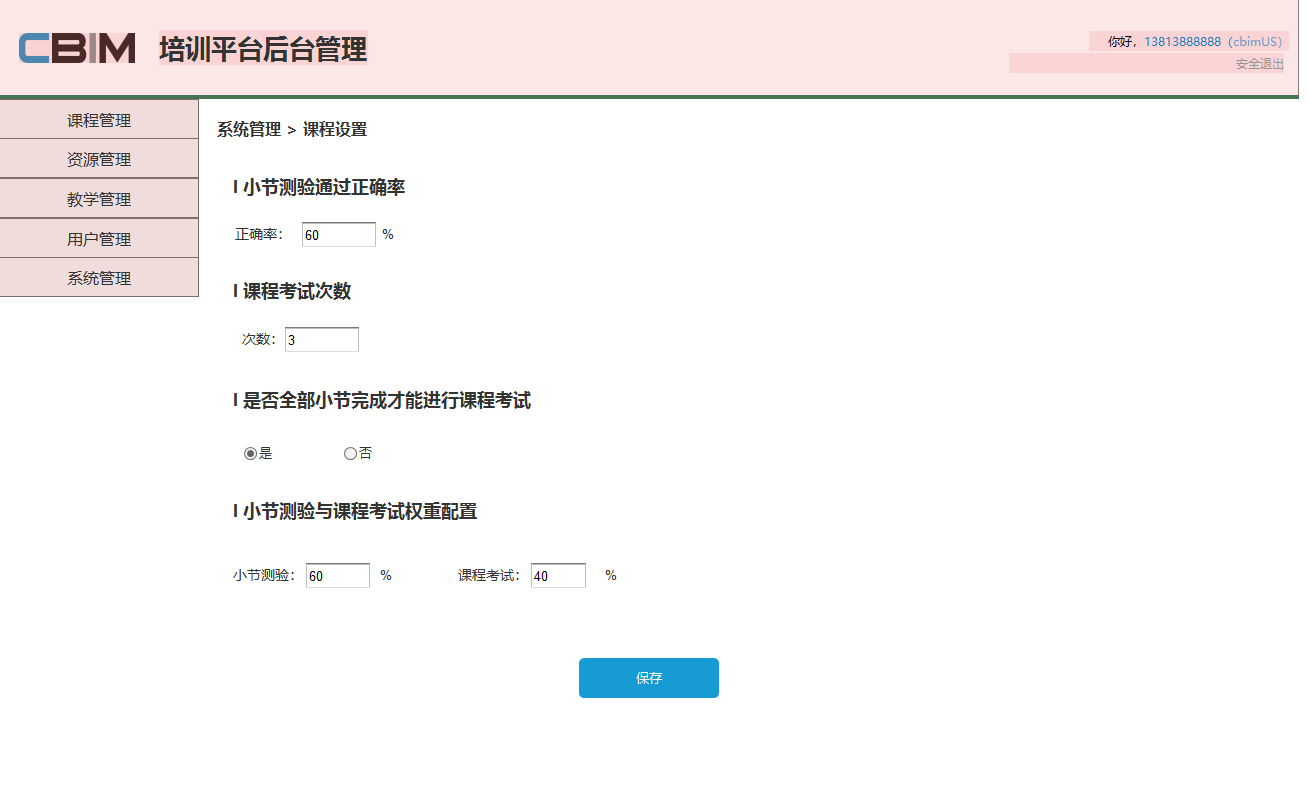 CBIM 培训平台后台管理
你好，13813888888（cbimUS）
安全退出
课程管理
资源管理
教学管理
用户管理
系统管理
系统管理 > 课程设置
I 小节测验通过正确率
正确率： 60 %
I 课程考试次数
次数： 3
I 是否全部小节完成才能进行课程考试
是 否
I 小节测验与课程考试权重配置
小节测验： 60 % 课程考试： 40 %
保存